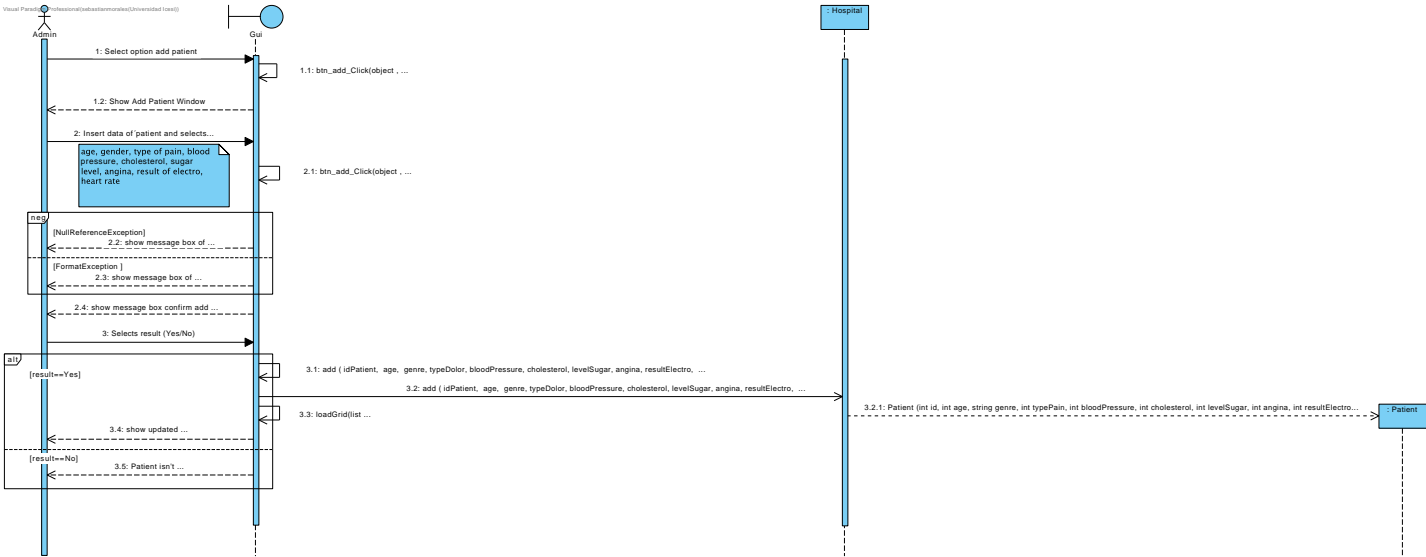 Visual Paradigm Professional(sebastianmorales(Universidad Icesi))
Admin
Gui
: Hospital
1: Select option add patient
1.1: btn_add_Click(object , ...
1.2: Show Add Patient Window
2: Insert data of patient and selects...
age, gender, type of pain, blood
pressure, cholesterol, sugar
level, angina, result of electro,
heart rate
2.1: btn_add_Click(object , ...
neg
[NullReferenceException]
2.2: show message box of ...
[FormatException ]
2.3: show message box of ...
2.4: show message box confirm add ...
3: Selects result (Yes/No)
alt
[result==Yes]
3.1: add ( idPatient, age, genre, typeDolor, bloodPressure, cholesterol, levelSugar, angina, resultElectro, ...
3.2: add ( idPatient, age, genre, typeDolor, bloodPressure, cholesterol, levelSugar, angina, resultElectro, ...
3.2.1: Patient (int id, int age, string genre, int typePain, int bloodPressure, int cholesterol, int levelSugar, int angina, int resultElectro...
: Patient
3.3: loadGrid(list ...
3.4: show updated ...
[result==No]
3.5: Patient isn't ...